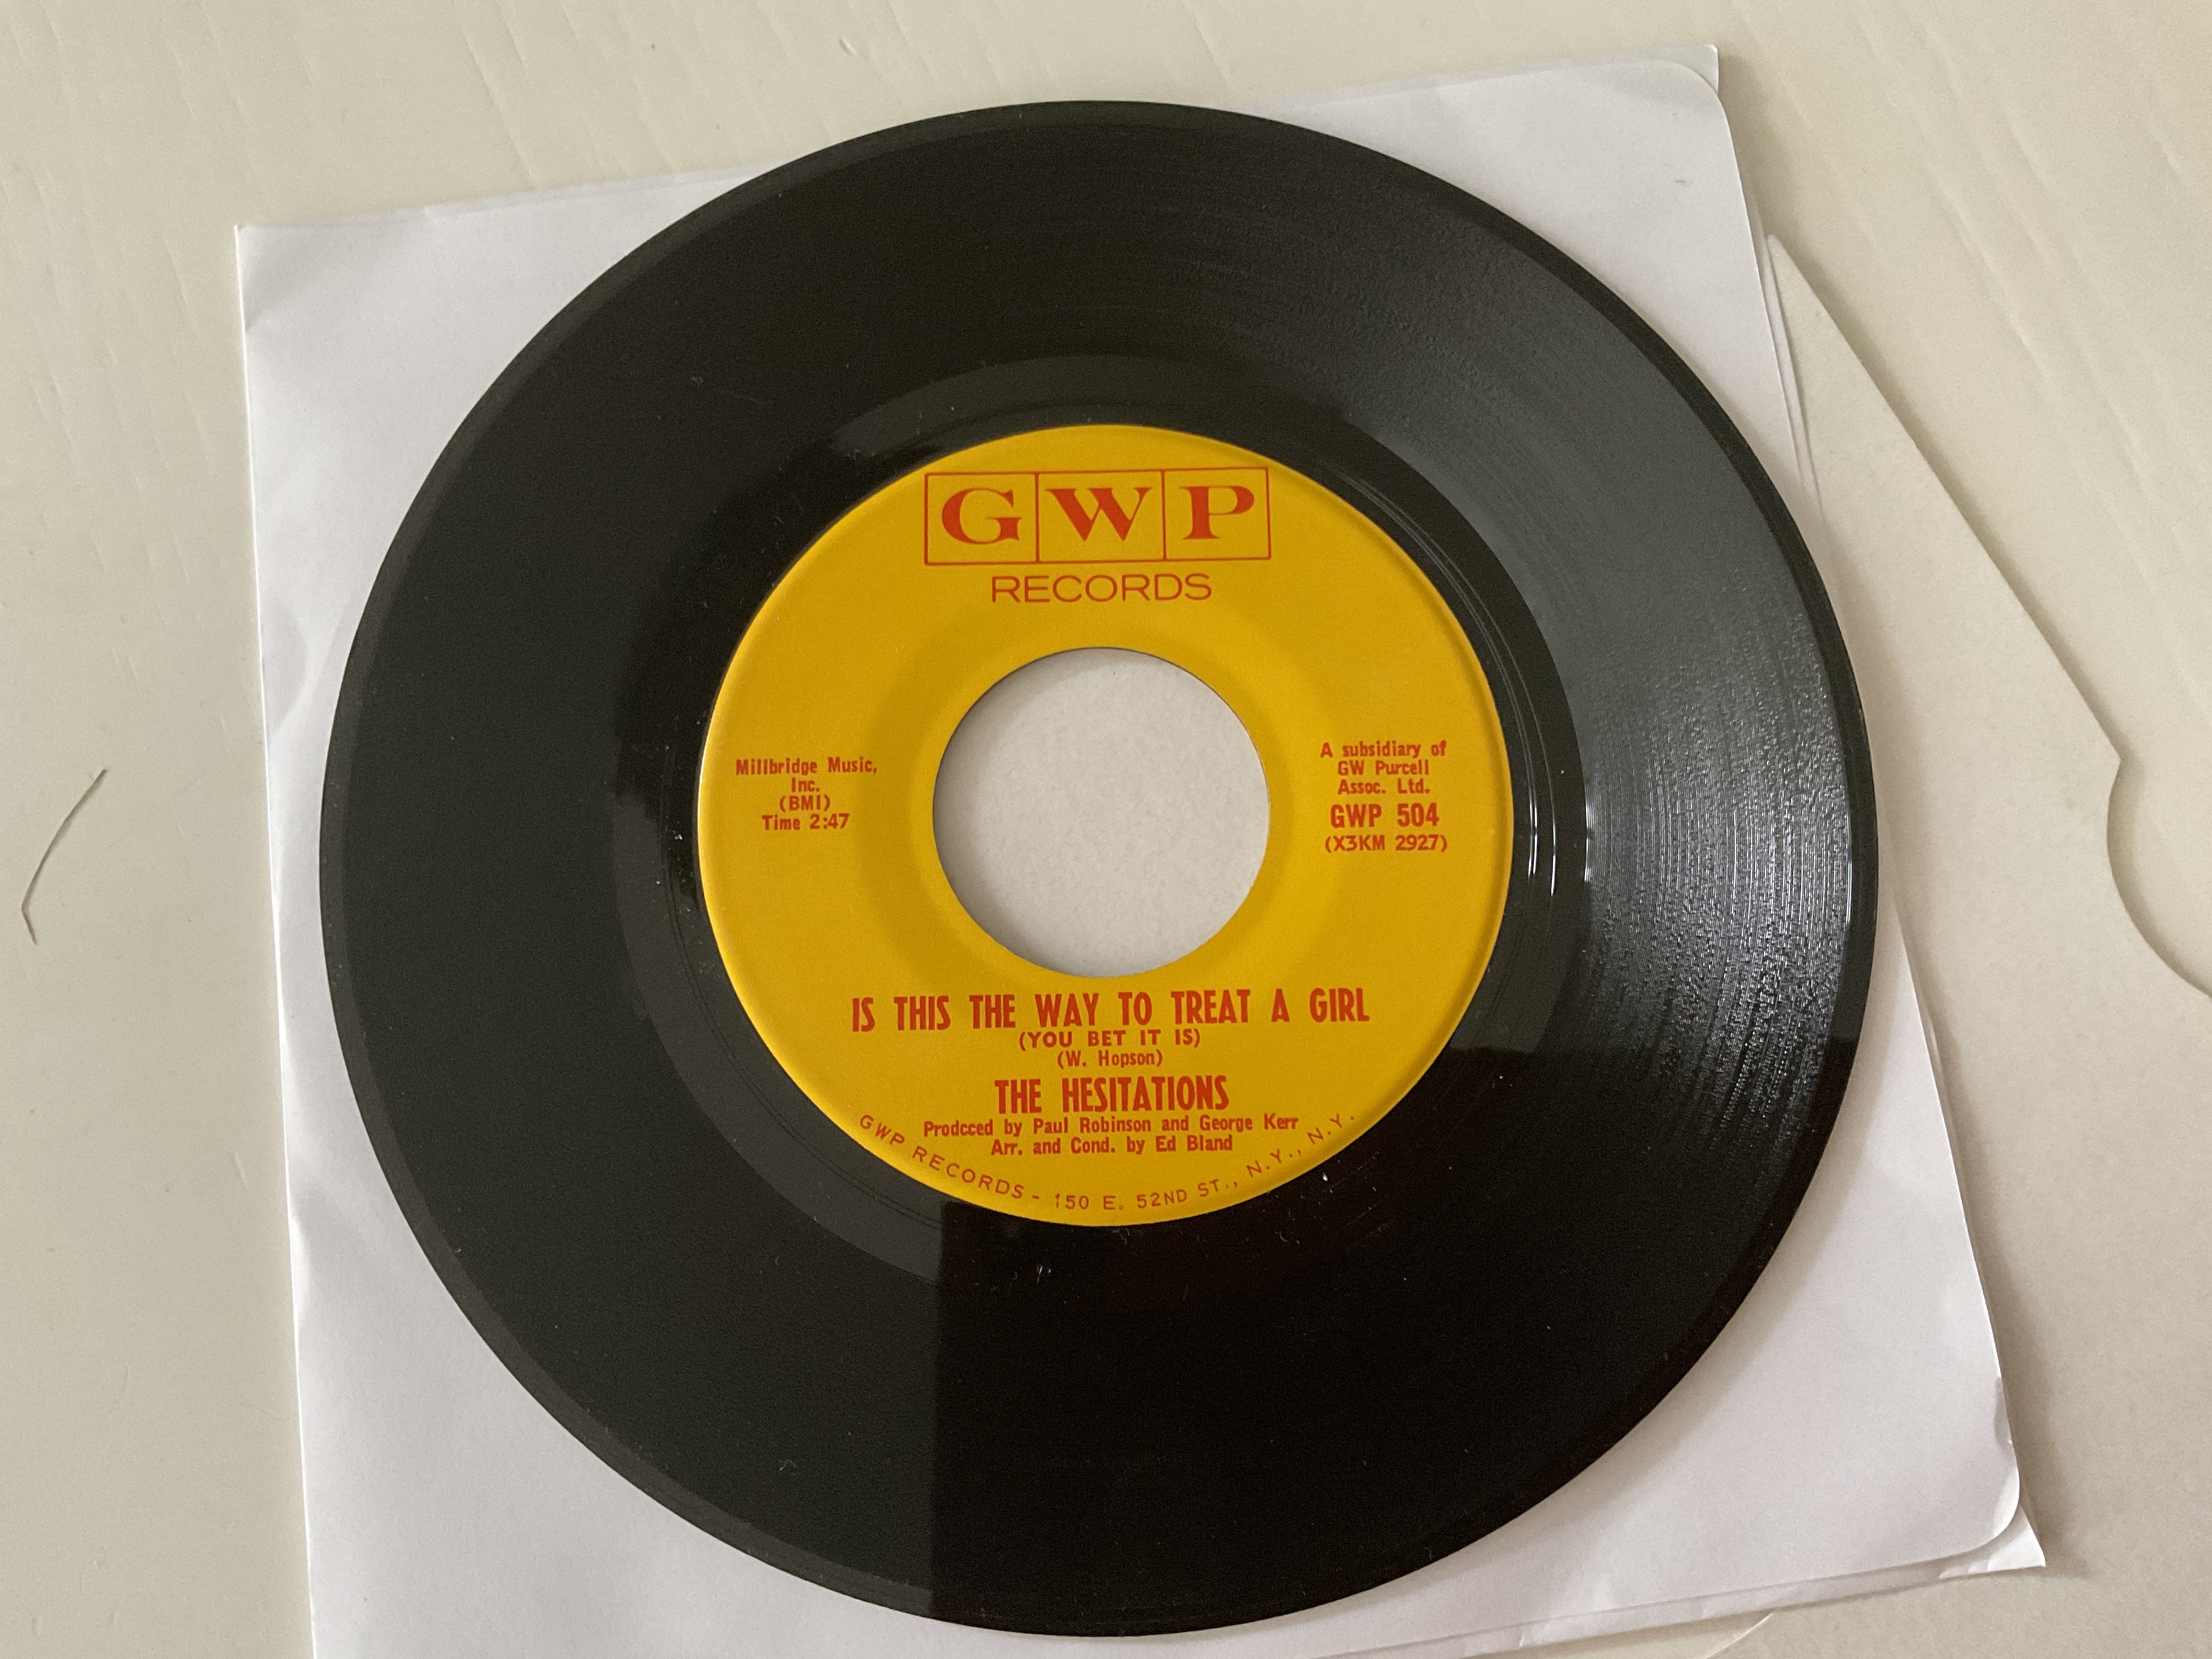 GWP
RECORDS
Millbridge Music,
Inc.
(BMI)
Time 2:47
A subsidiary of
GW Purcell
Assoc. Ltd.
GWP 504
(X3KM 2927)
IS THIS THE WAY TO TREAT A GIRL
(YOU BET IT IS)
(W. Hopson)
THE HESITATIONS
Prodcced by Paul Robinson and George Kerr
Arr. and Cond. by Ed Bland
GWP RECORDS - 150 E. 52ND ST., N.Y., N.Y.